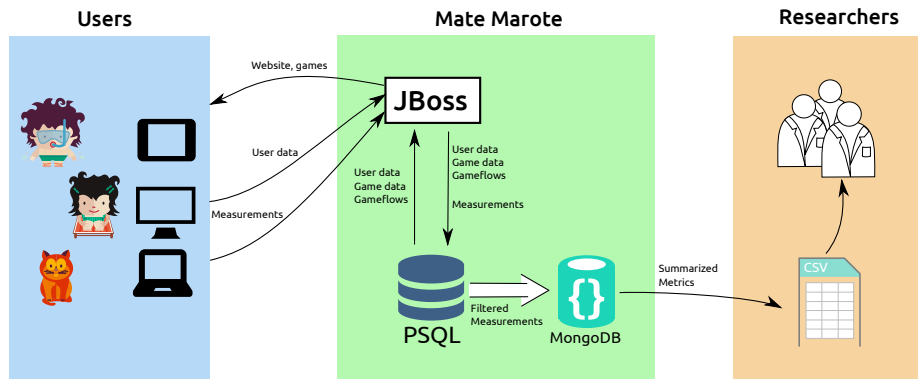 Users
Mate Marote
Researchers
Website, games
JBoss
User data
Measurements
User data
Game data
Gameflows
User data
Game data
Gameflows
Measurements
PSQL
Filtered
Measurements
{}
MongoDB
Summarized
Metrics
CSV